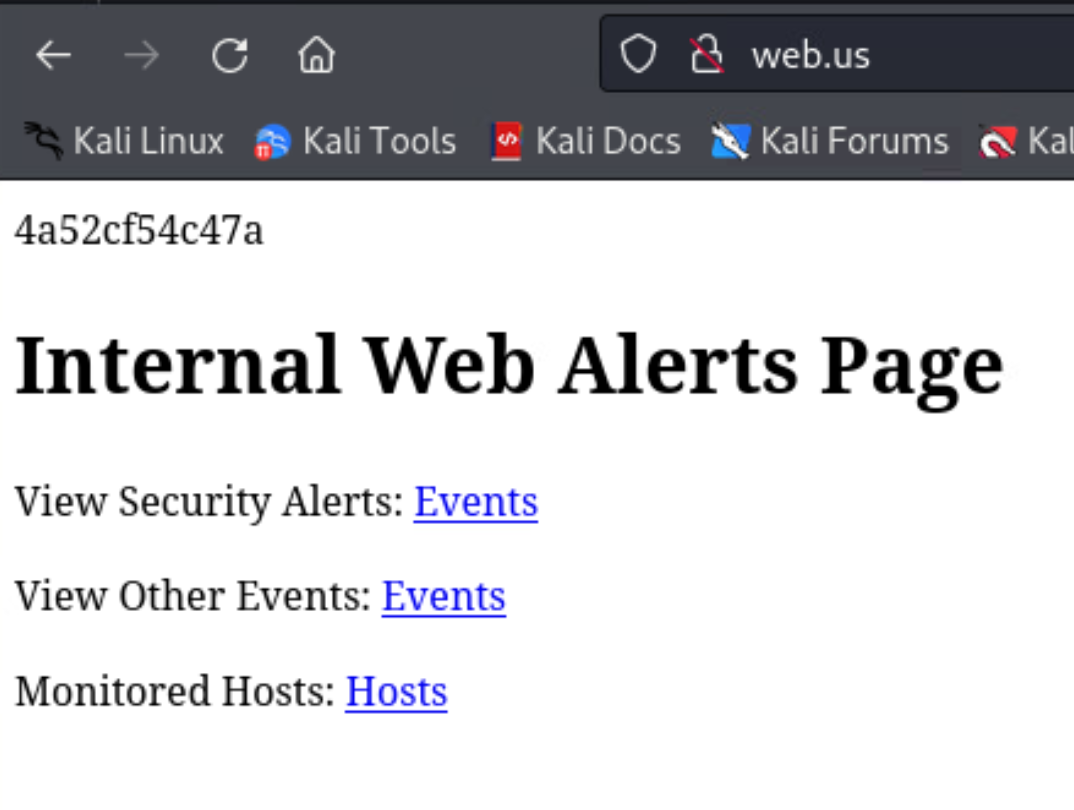 web.us
Kali Linux Kali Tools Kali Docs Kali Forums
4a52cf54c47a
Internal Web Alerts Page
View Security Alerts: Events
View Other Events: Events
Monitored Hosts: Hosts